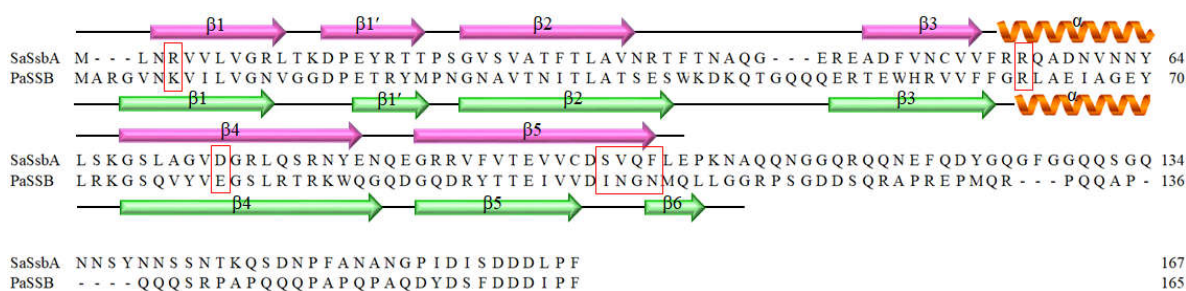 β1 β1′ β2 β3 α
SaSsbA M - - - L N R V V L V G R L T K D P E Y R T T P S G V S V A T F T L A V N R T F T N A Q G - - - E R E A D F V N C V V F R R Q A D N V N N Y 64
PaSSB M A R G V N K V I L V G N V G G D P E T R Y M P N G N A V T N I T L A T S E S W K D K Q T G Q Q Q E R T E W H R V V F F G R L A E I A G E Y 70
β1 β1′ β2 β3 α
β4 β5
SaSsbA L S K G S L A G V D G R L Q S R N Y E N Q E G R R V F V T E V V C D S V Q F L E P K N A Q Q N G G Q R Q Q N E F Q D Y G Q G F G G Q Q S G Q 134
PaSSB L R K G S Q V Y V E G S L R T R K W Q G Q D G Q D R Y T T E I V V D I N G N M Q L L G G R P S G D D S Q R A P R E P M Q R - - - P Q Q A P - 136
β4 β5 β6
SaSsbA N N S Y N N S S N T K Q S D N P F A N A N G P I D I S D D D L P F 167
PaSSB - - - - Q Q Q S R P A P Q Q Q P A P Q P A Q D Y D S F D D D I P F 165